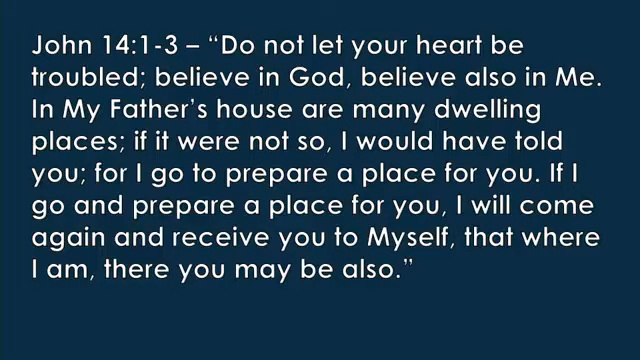 John 14:1-3 – “Do not let your heart be
troubled; believe in God, believe also in Me.
In My Father’s house are many dwelling
places; if it were not so, I would have told
you; for I go to prepare a place for you. If I
go and prepare a place for you, I will come
again and receive you to Myself, that where
I am, there you may be also.”